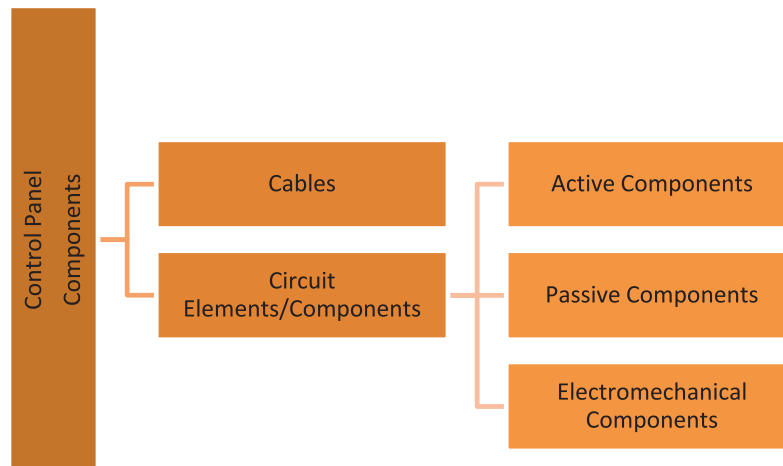 Control Panel
Components
Cables
Circuit
Elements/Components
Active Components
Passive Components
Electromechanical
Components